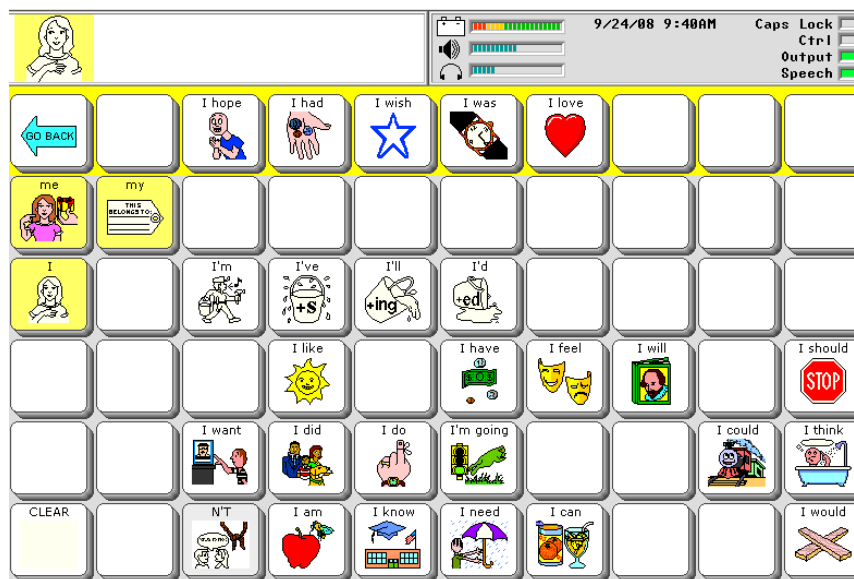 9/24/08 9:40AM
Caps Lock
Ctrl
Output
Speech
GO BACK
I hope
I had
I wish
I was
I love
me
my
THIS
BELONGS TO:
I
I'm
I've
I'll
I'd
+s
+ing
+ed
I like
I have
I feel
I will
I should
STOP
I want
I did
I do
I'm going
I could
I think
CLEAR
N'T
I am
I know
I need
I can
I would